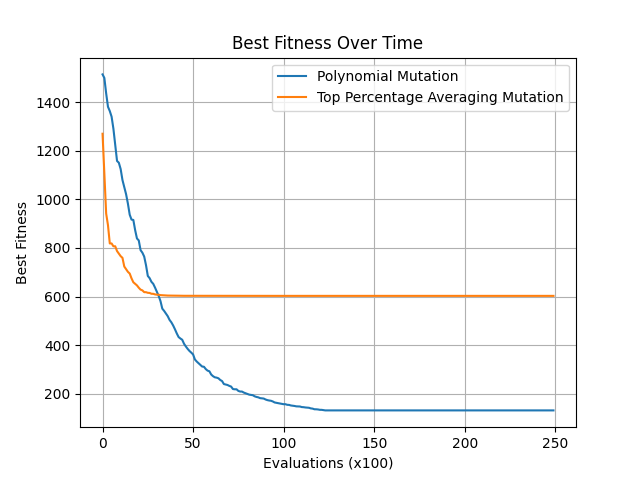 Best Fitness Over Time
Polynomial Mutation
Top Percentage Averaging Mutation
Best Fitness
1400
1200
1000
800
600
400
200
0 50 100 150 200 250
Evaluations (x100)